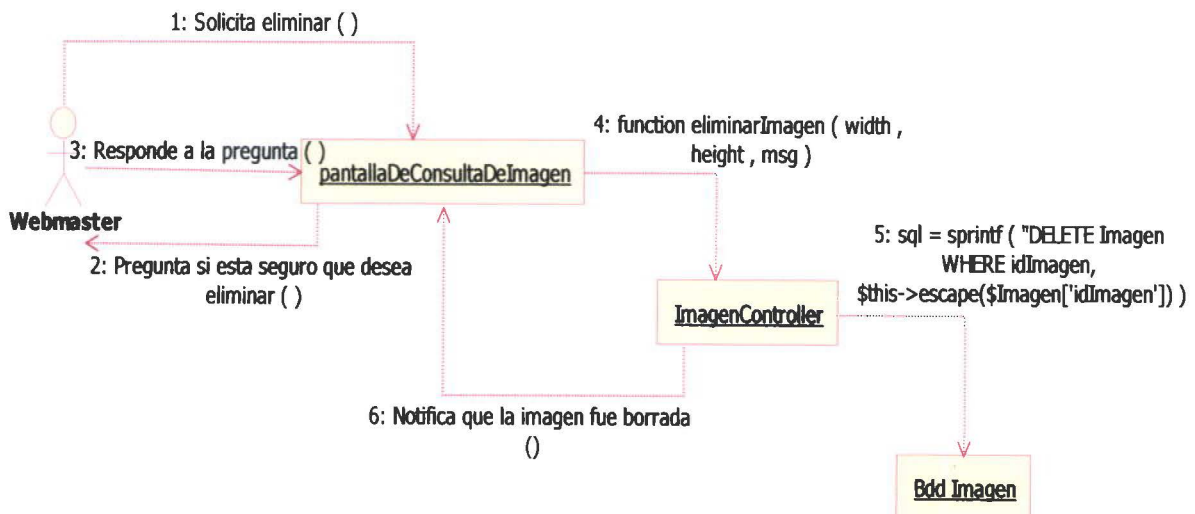 1: Solicita eliminar ( )
3: Responde a la pregunta ( )
pantallaDeConsultaDeImagen
4: function eliminarImagen ( width ,
height , msg )
Webmaster
2: Pregunta si esta seguro que desea
eliminar ( )
5: sql = sprintf ( "DELETE Imagen
WHERE idImagen,
$this->escape($Imagen['idImagen']) )
ImagenController
6: Notifica que la imagen fue borrada
()
Bdd Imagen